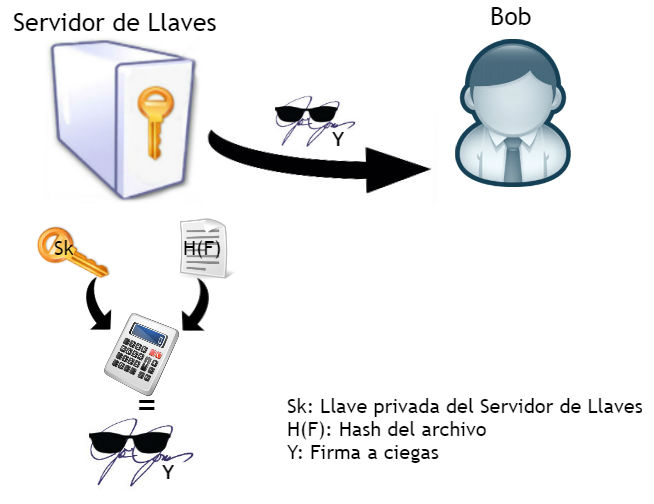 Servidor de Llaves
Bob
Y
Sk
H(F)
=
Y
Sk: Llave privada del Servidor de Llaves
H(F): Hash del archivo
Y: Firma a ciegas